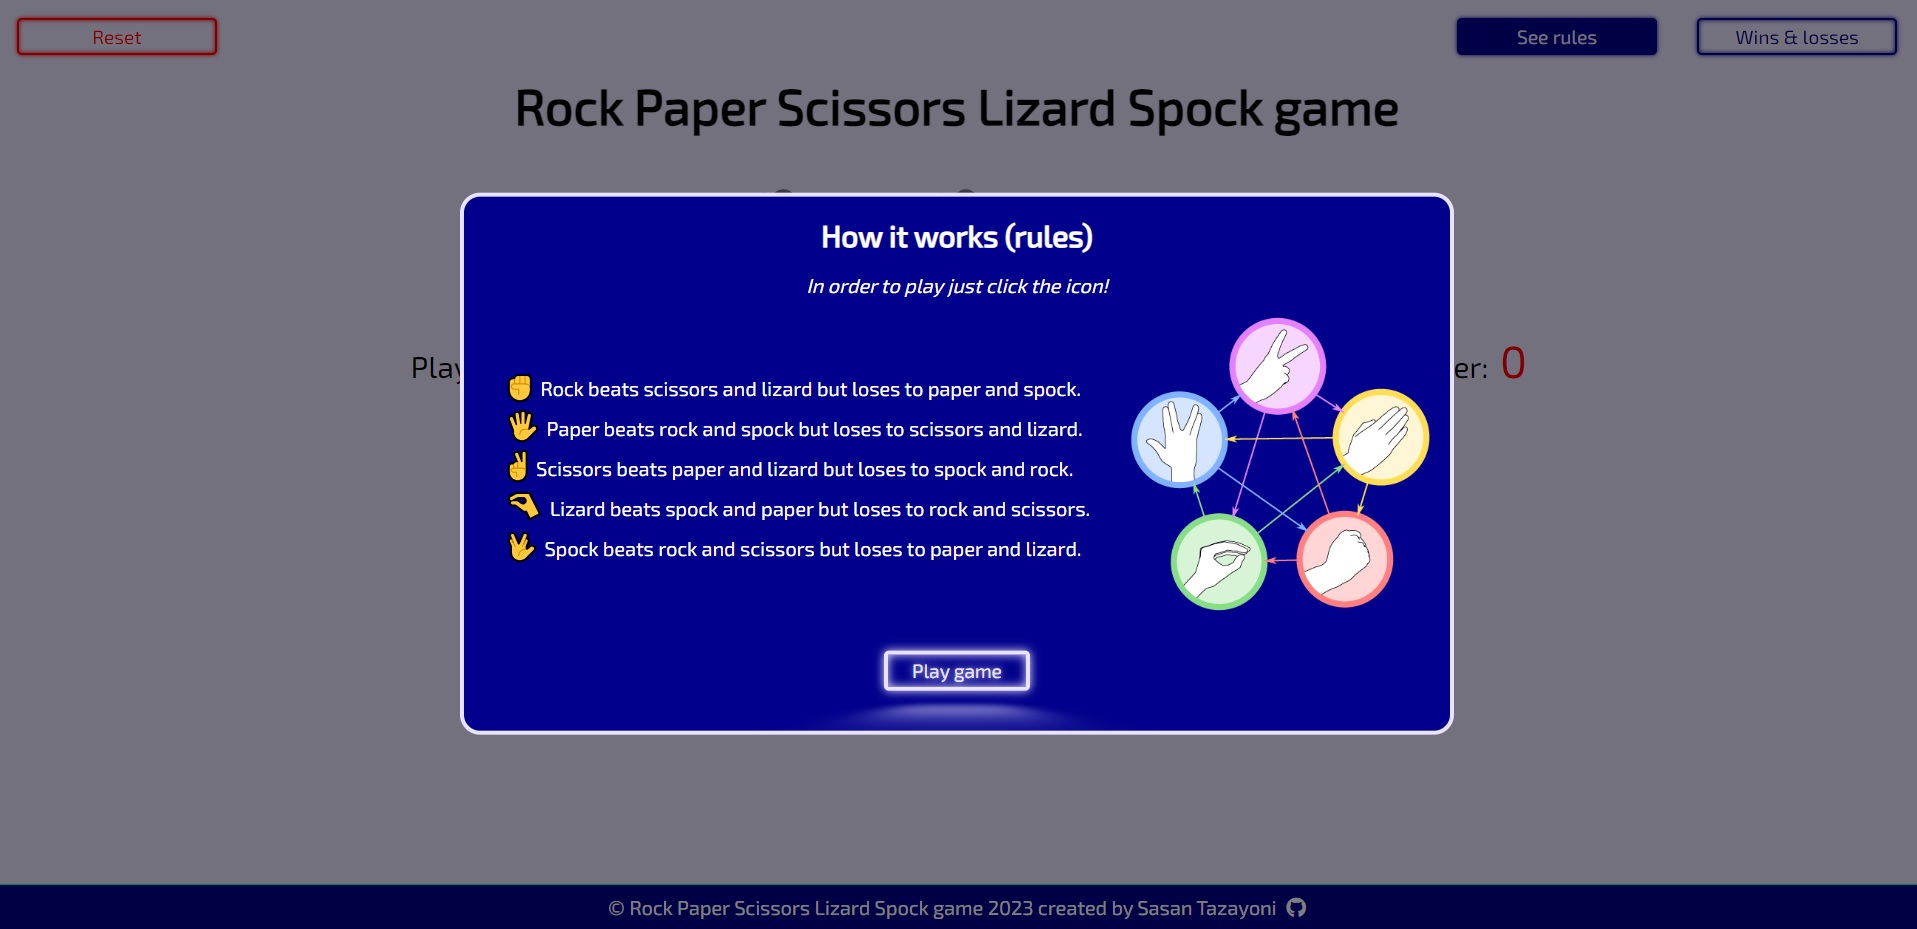 Reset
See rules
Wins & losses
Rock Paper Scissors Lizard Spock game
How it works (rules)
In order to play just click the icon!
Rock beats scissors and lizard but loses to paper and spock.
Paper beats rock and spock but loses to scissors and lizard.
Scissors beats paper and lizard but loses to spock and rock.
Lizard beats spock and paper but loses to rock and scissors.
Spock beats rock and scissors but loses to paper and lizard.
Play
er: 0
Play game
© Rock Paper Scissors Lizard Spock game 2023 created by Sasan Tazayoni